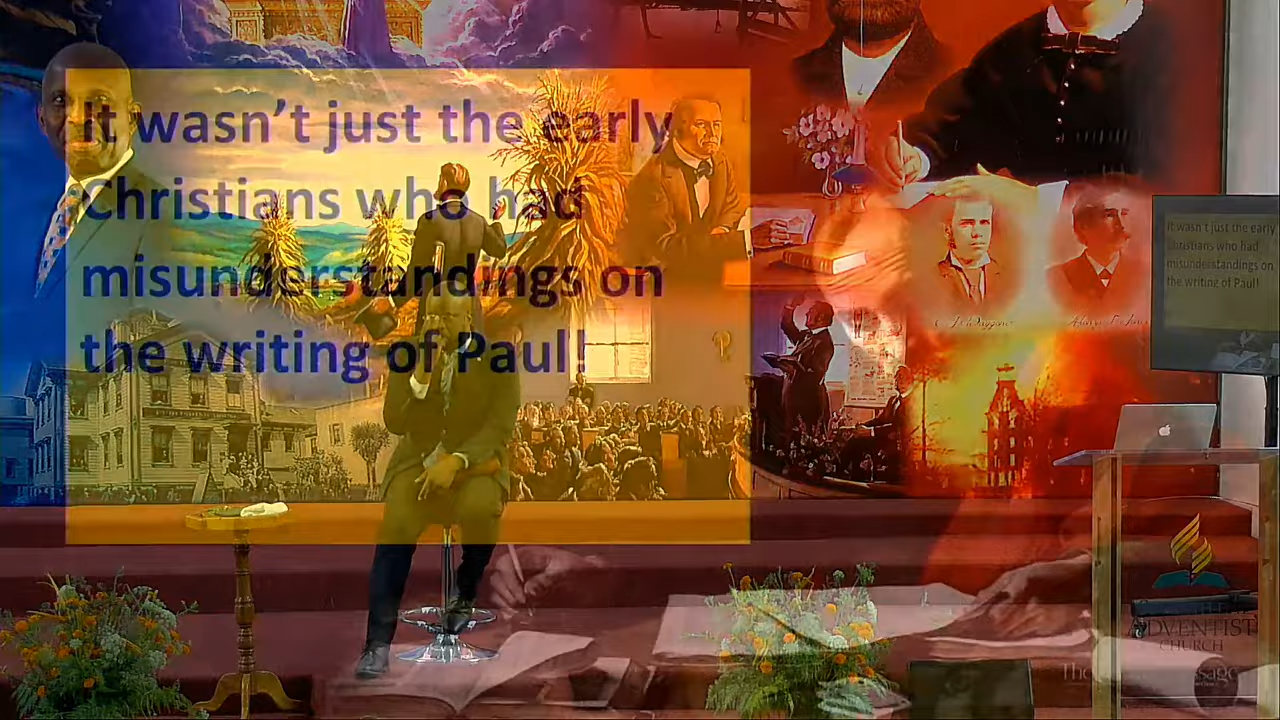 It wasn't just the early
Christians who had
misunderstandings on
the writing of Paul!
It wasn't just the early
Christians who had
misunderstandings on
the writing of Paul!
ADVENTIST
CHURCH